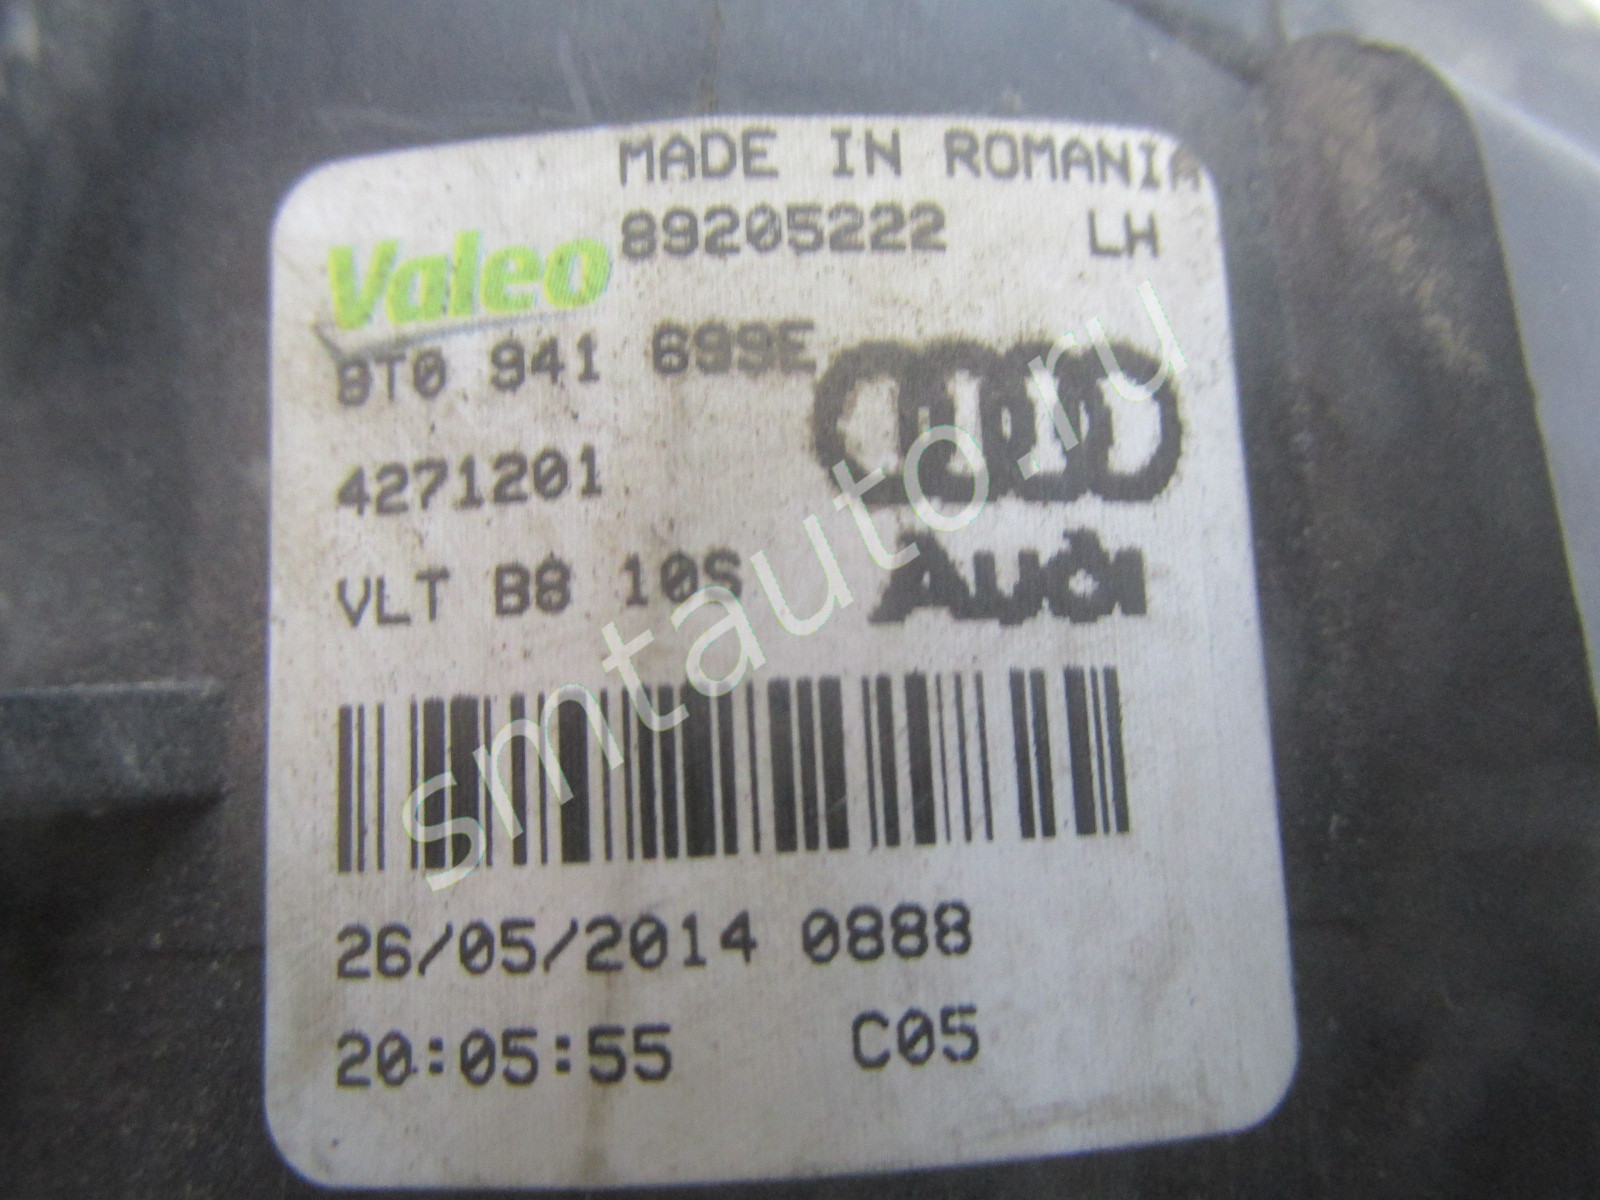 MADE IN ROMANIA
89205222 LH
Valeo
8T0 941 699E
4271201
VLT B8 10S
Audi
26/05/2014 0888
20:05:55 C05
smtauto.ru